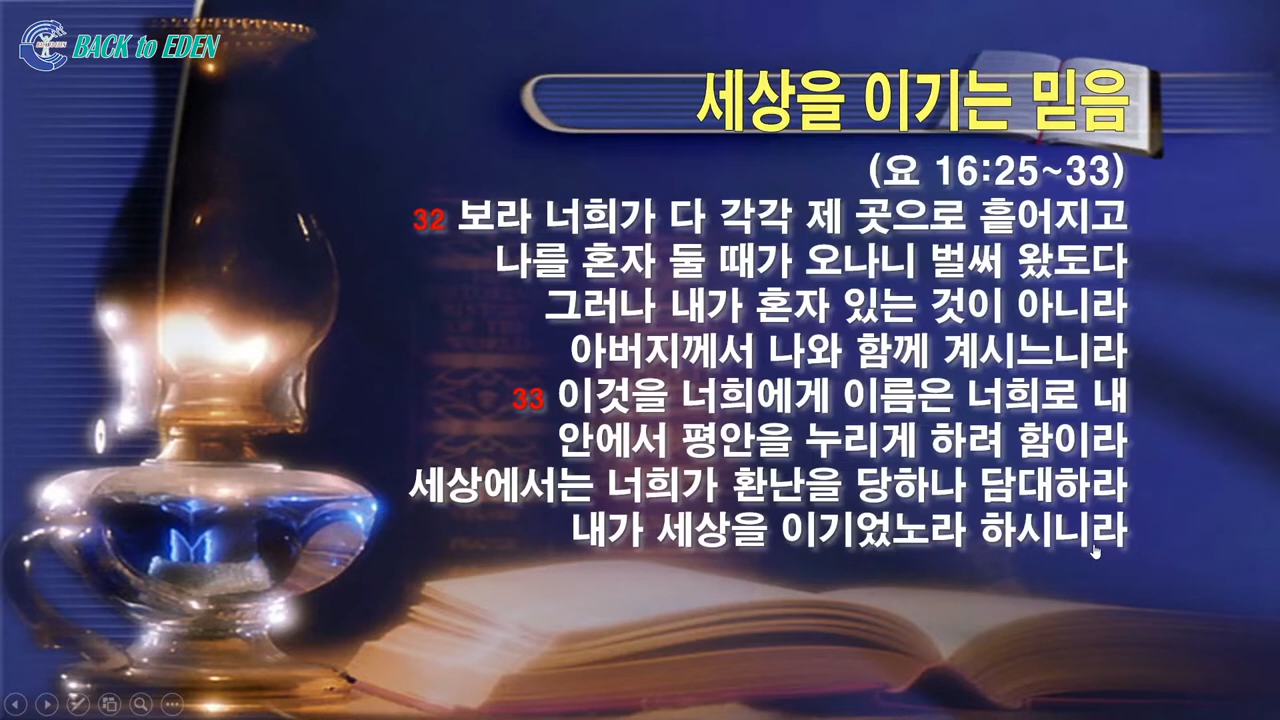 BACK to EDEN
세상을 이기는 믿음
(요 16:25~33)
32 보라 너희가 다 각각 제 곳으로 흩어지고
나를 혼자 둘 때가 오나니 벌써 왔도다
그러나 내가 혼자 있는 것이 아니라
아버지께서 나와 함께 계시느니라
33 이것을 너희에게 이름은 너희로 내
안에서 평안을 누리게 하려 함이라
세상에서는 너희가 환난을 당하나 담대하라
내가 세상을 이기었노라 하시니라